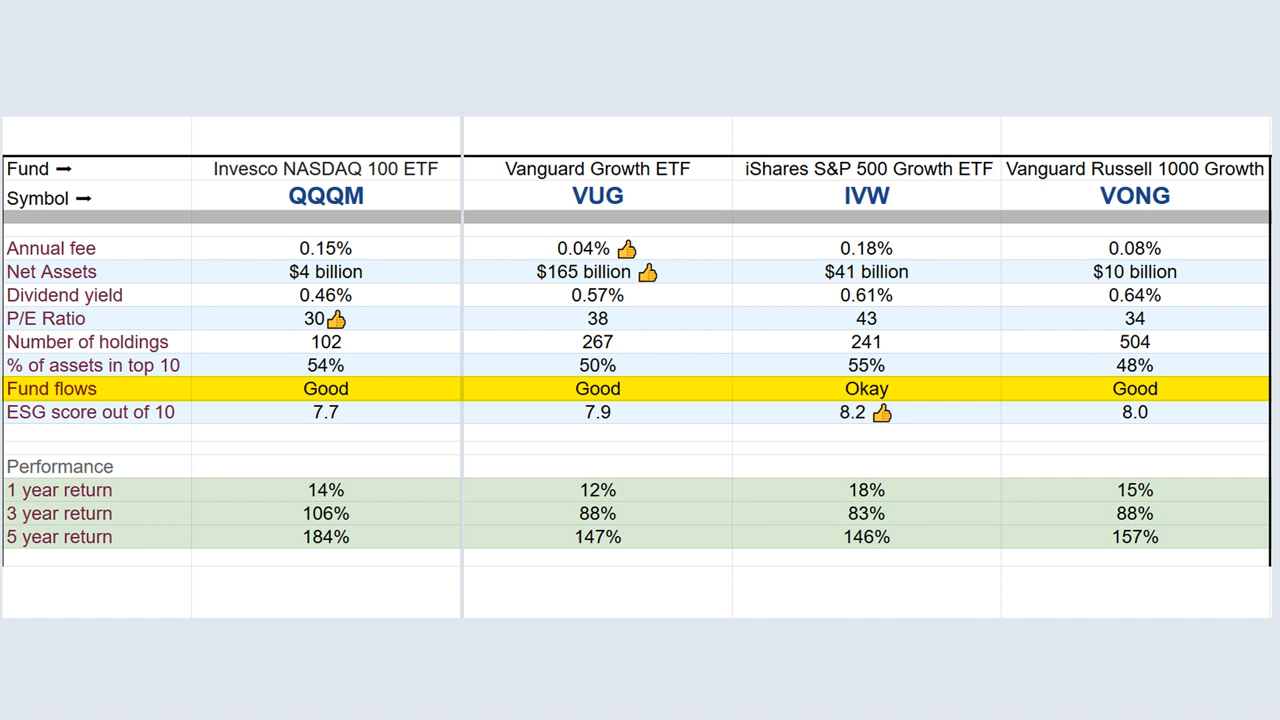 Fund ➞ Invesco NASDAQ 100 ETF Vanguard Growth ETF iShares S&P 500 Growth ETF Vanguard Russell 1000 Growth
Symbol ➞ QQQM VUG IVW VONG
Annual fee 0.15% 0.04% 👍 0.18% 0.08%
Net Assets $4 billion $165 billion 👍 $41 billion $10 billion
Dividend yield 0.46% 0.57% 0.61% 0.64%
P/E Ratio 30👍 38 43 34
Number of holdings 102 267 241 504
% of assets in top 10 54% 50% 55% 48%
Fund flows Good Good Okay Good
ESG score out of 10 7.7 7.9 8.2 👍 8.0
Performance
1 year return 14% 12% 18% 15%
3 year return 106% 88% 83% 88%
5 year return 184% 147% 146% 157%